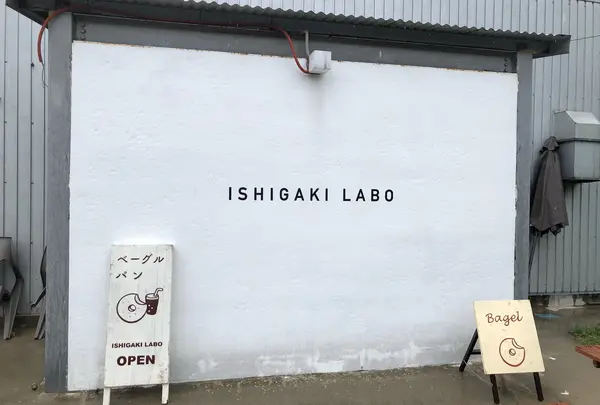 ISHIGAKI LABO
ベーグル
パン
ISHIGAKI LABO
OPEN
Bagel